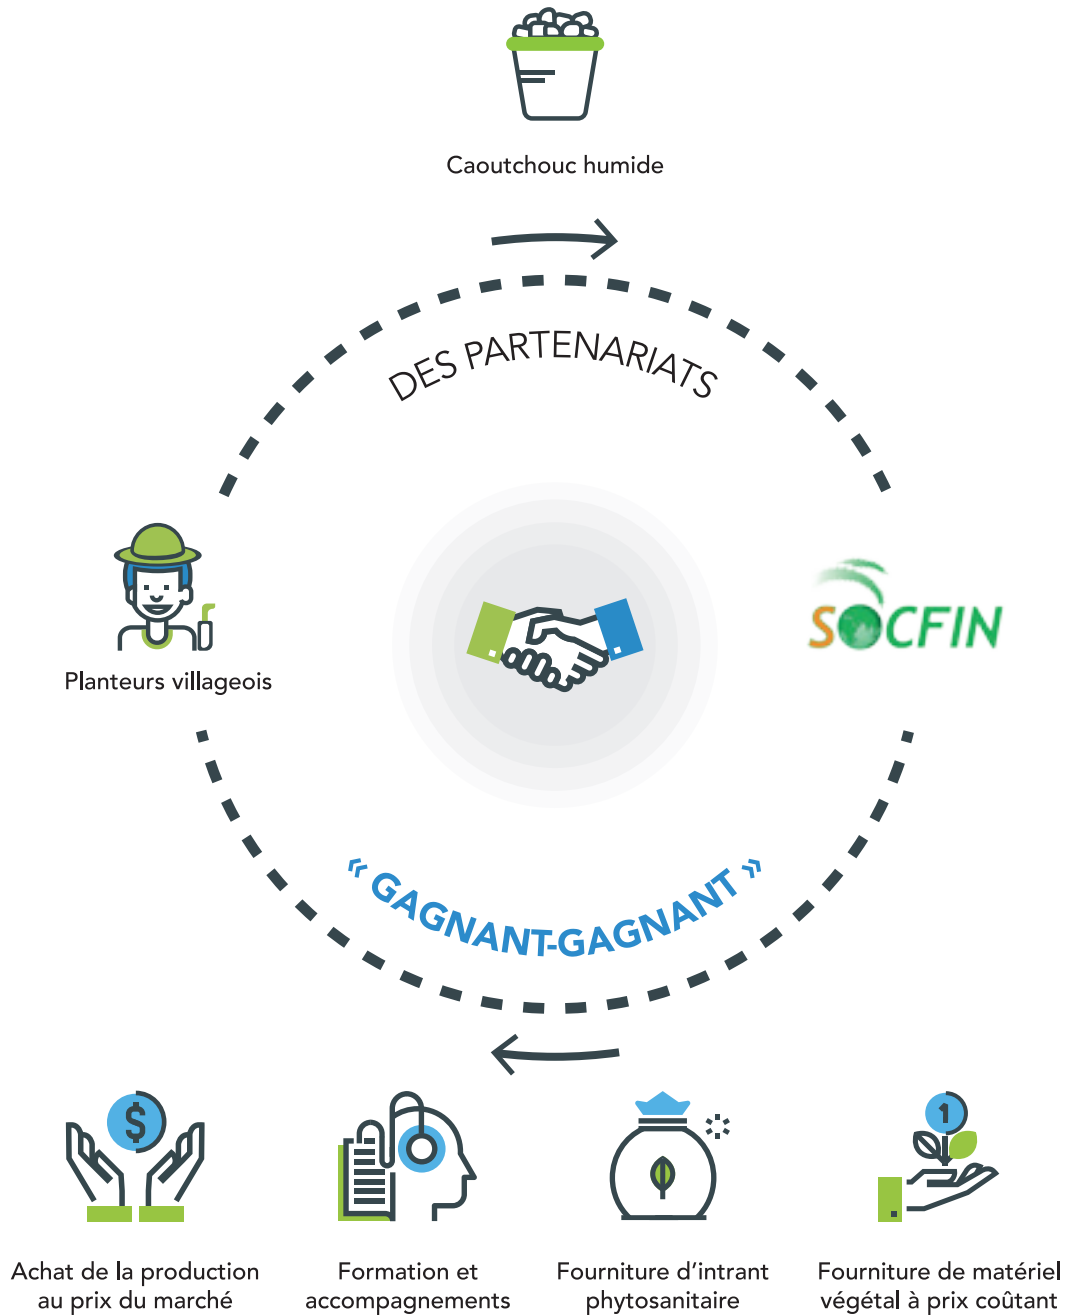 Caoutchouc humide
DES PARTENARIATS
Planteurs villageois
SOCFIN
« GAGNANT-GAGNANT »
$
1
Achat de la production
au prix du marché
Formation et
accompagnements
Fourniture d'intrant
phytosanitaire
Fourniture de matériel
végétal à prix coûtant